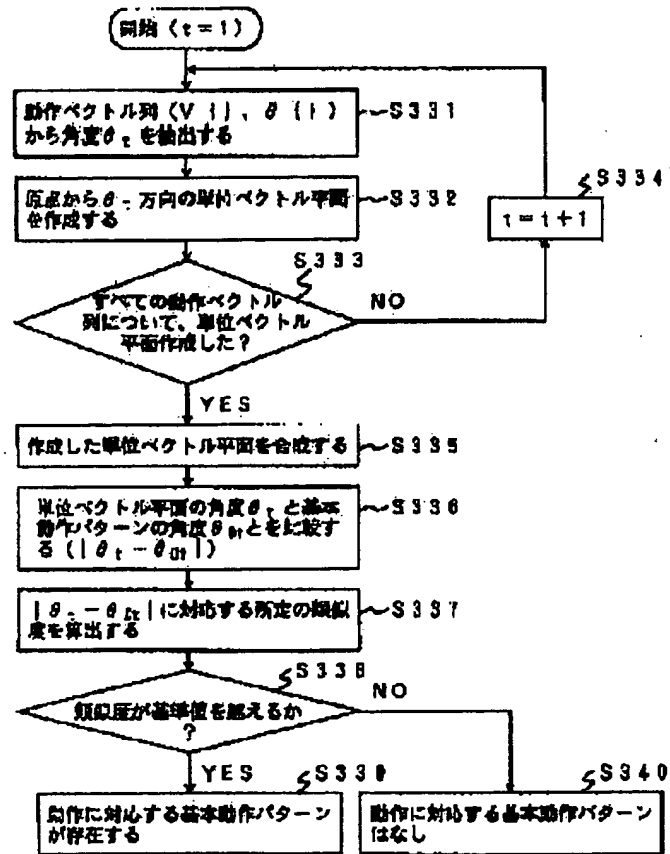 開始（t＝1）
動作ベクトル列（V{}、θ{}）
から角度θt を抽出する
S331
原点からθ 方向の単位ベクトル平面
を作成する
S332
S334
t＝t＋1
S333
すべての動作ベクトル
列について、単位ベクトル
平面作成した？
NO
YES
作成した単位ベクトル平面を合成する
S335
単位ベクトル平面の角度θt と基本
動作パターンの角度θBtとを比較す
る（｜θt－θBt｜）
S336
｜θt－θBt｜に対応する所定の類似
度を算出する
S337
S338
類似度が基準値を越えるか
？
NO
YES
S339
動作に対応する基本動作パターン
が存在する
S340
動作に対応する基本動作パターン
はなし